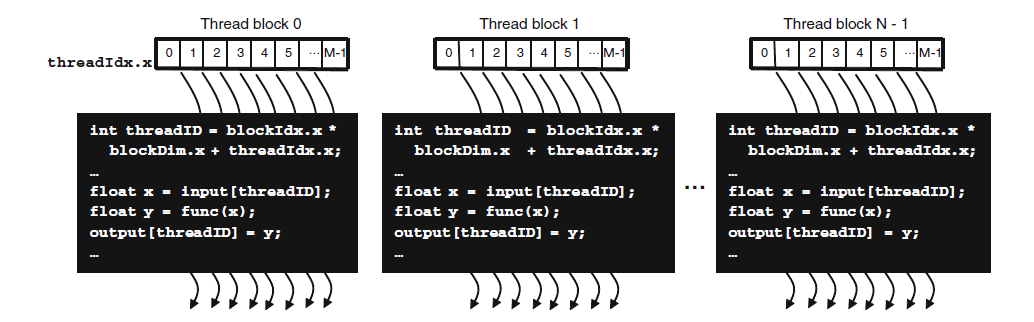 Thread block 0
Thread block 1
Thread block N - 1
threadIdx.x
0 1 2 3 4 5 ... M-1
0 1 2 3 4 5 ... M-1
0 1 2 3 4 5 ... M-1
int threadID = blockIdx.x *
blockDim.x + threadIdx.x;
…
float x = input[threadID];
float y = func(x);
output[threadID] = y;
…
int threadID = blockIdx.x *
blockDim.x + threadIdx.x;
…
float x = input[threadID];
float y = func(x);
output[threadID] = y;
…
...
int threadID = blockIdx.x *
blockDim.x + threadIdx.x;
…
float x = input[threadID];
float y = func(x);
output[threadID] = y;
…